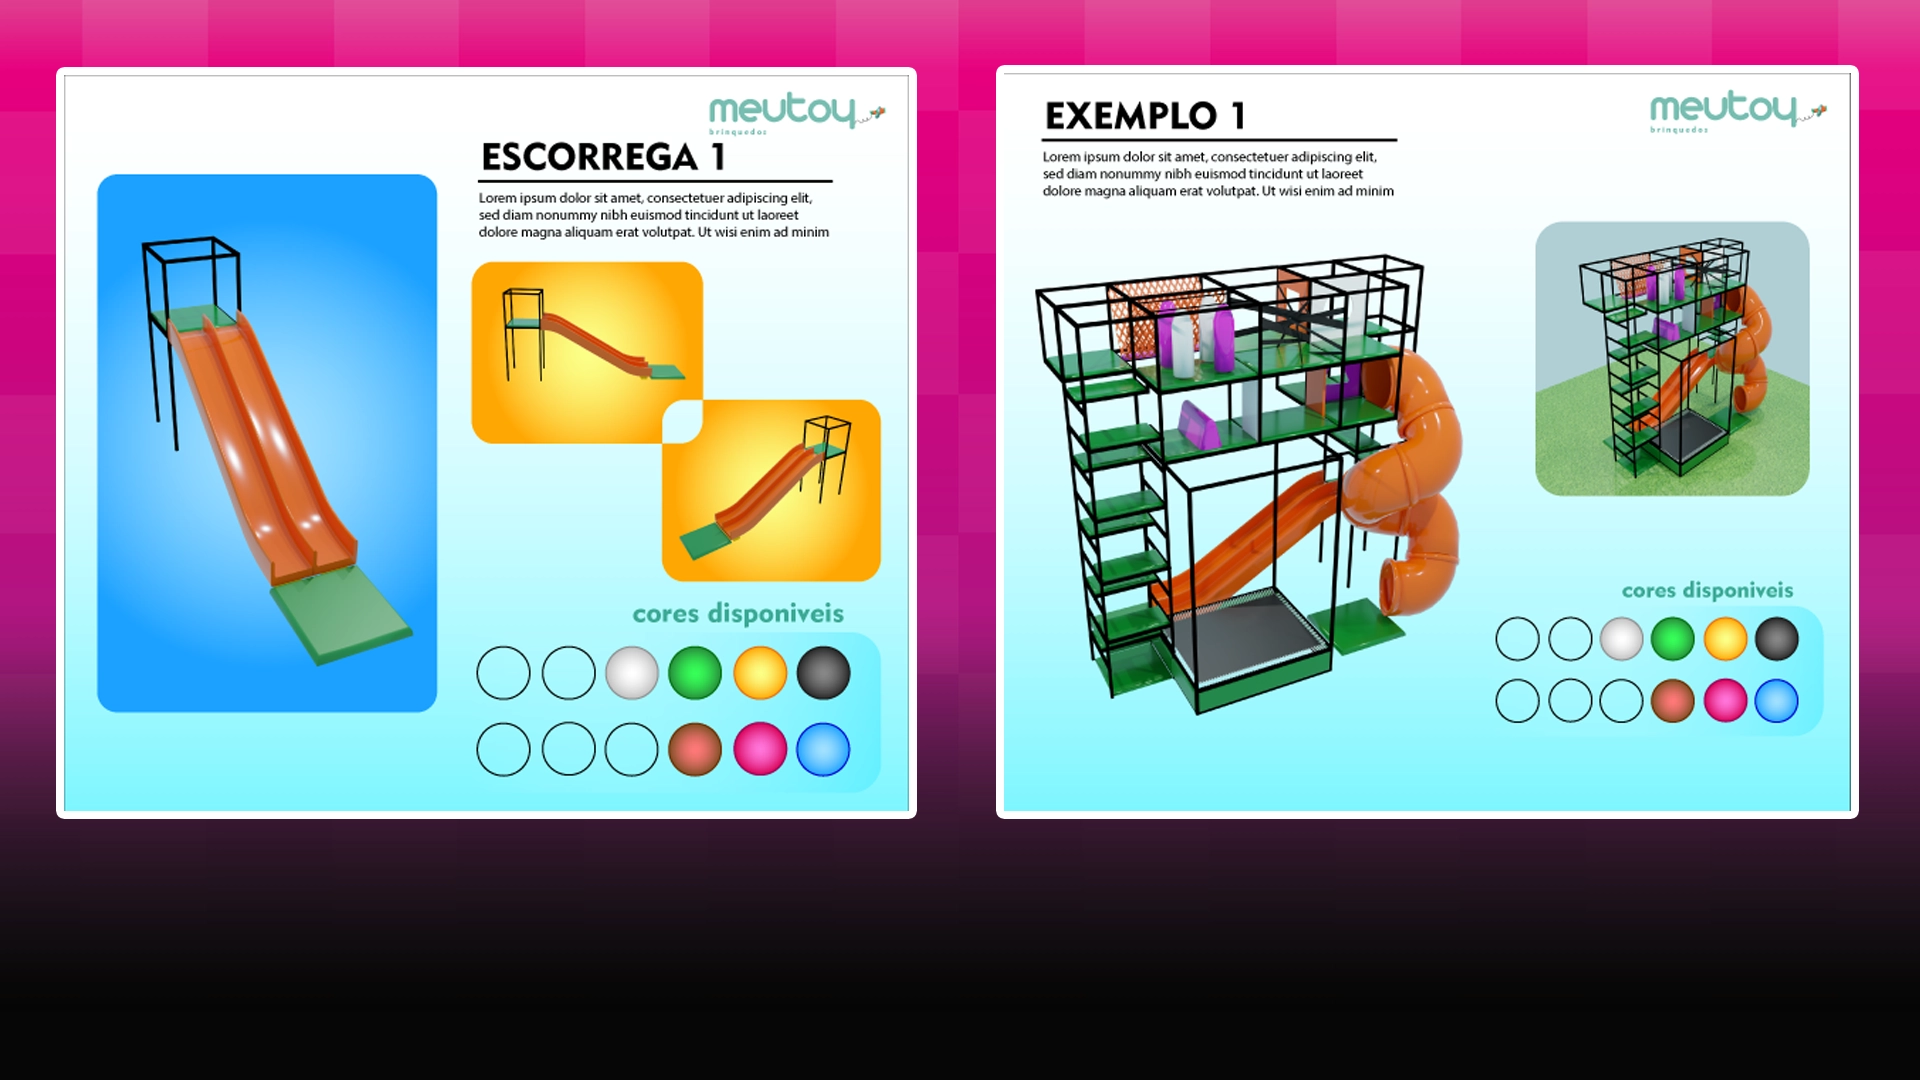 meutoy
brinquedos
ESCORREGA 1
Lorem ipsum dolor sit amet, consectetuer adipiscing elit,
sed diam nonummy nibh euismod tincidunt ut laoreet
dolore magna aliquam erat volutpat. Ut wisi enim ad minim
cores disponiveis
EXEMPLO 1
meutoy
brinquedos
Lorem ipsum dolor sit amet, consectetuer adipiscing elit,
sed diam nonummy nibh euismod tincidunt ut laoreet
dolore magna aliquam erat volutpat. Ut wisi enim ad minim
cores disponiveis